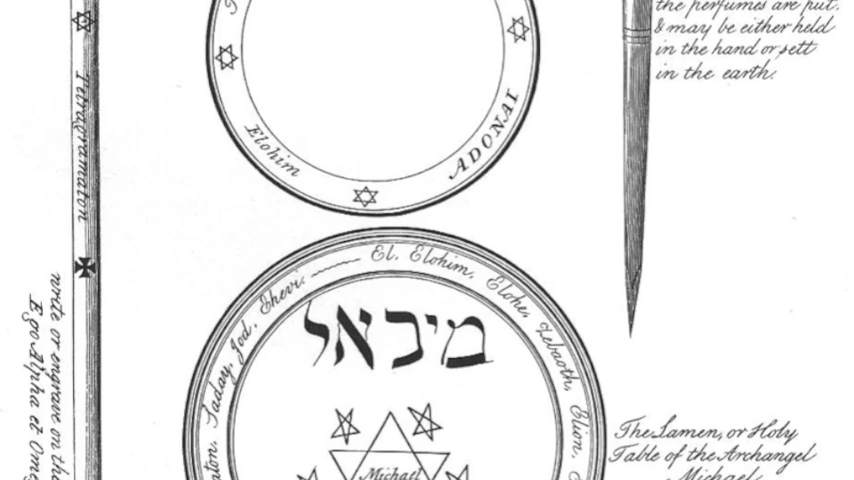 the perfumes are put.
& may be either held
in the hand or sett
in the earth.
Tetragramaton
Elohim
ADONAI
write or engrave on the
Ego Alpha et
Saday, Jod, Ehevi. El. Elohim, Elohe, Zebaoth, Elion,
מיכאל
Michael
The Lamen, or Holy
Table of the Archangel
Michael